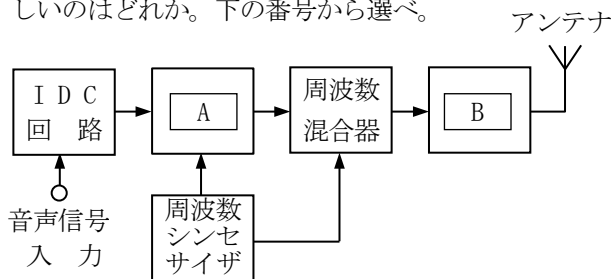 しいのはどれか。下の番号から選べ。
アンテナ
ＩＤＣ
回　路
A
周波数
混合器
B
音声信号
入　力
周波数
シンセ
サイザ